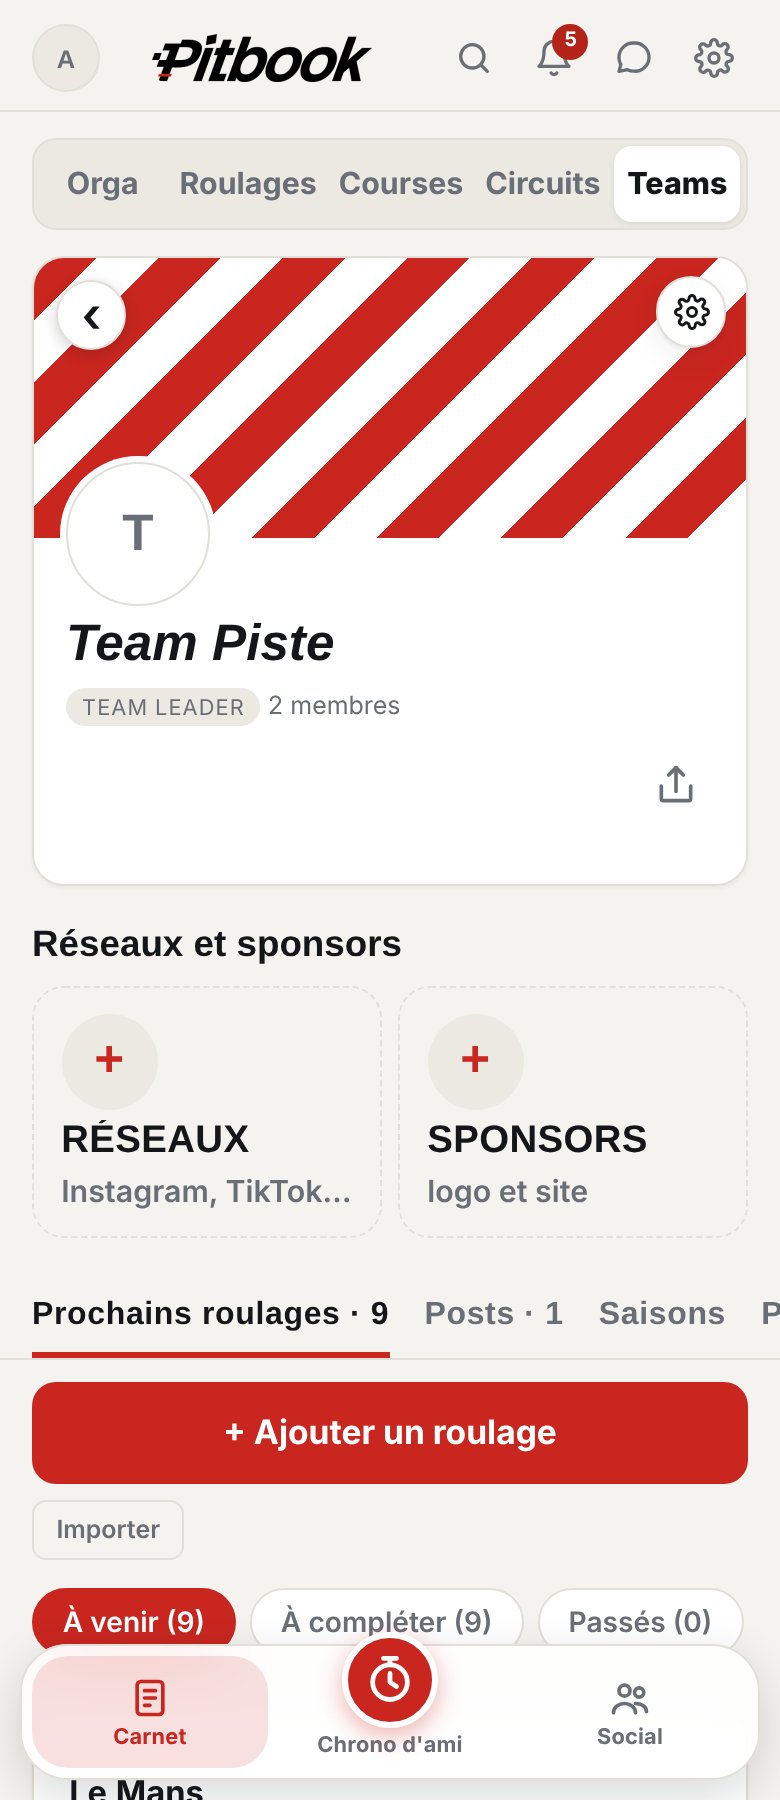 A
Pitbook
5
Orga Roulages Courses Circuits Teams
T
Team Piste
TEAM LEADER 2 membres
Réseaux et sponsors
+ +
RÉSEAUX SPONSORS
Instagram, TikTok... logo et site
Prochains roulages · 9 Posts · 1 Saisons P
+ Ajouter un roulage
Importer
À venir (9) À compléter (9) Passés (0)
Carnet Chrono d'ami Social
Le Mans